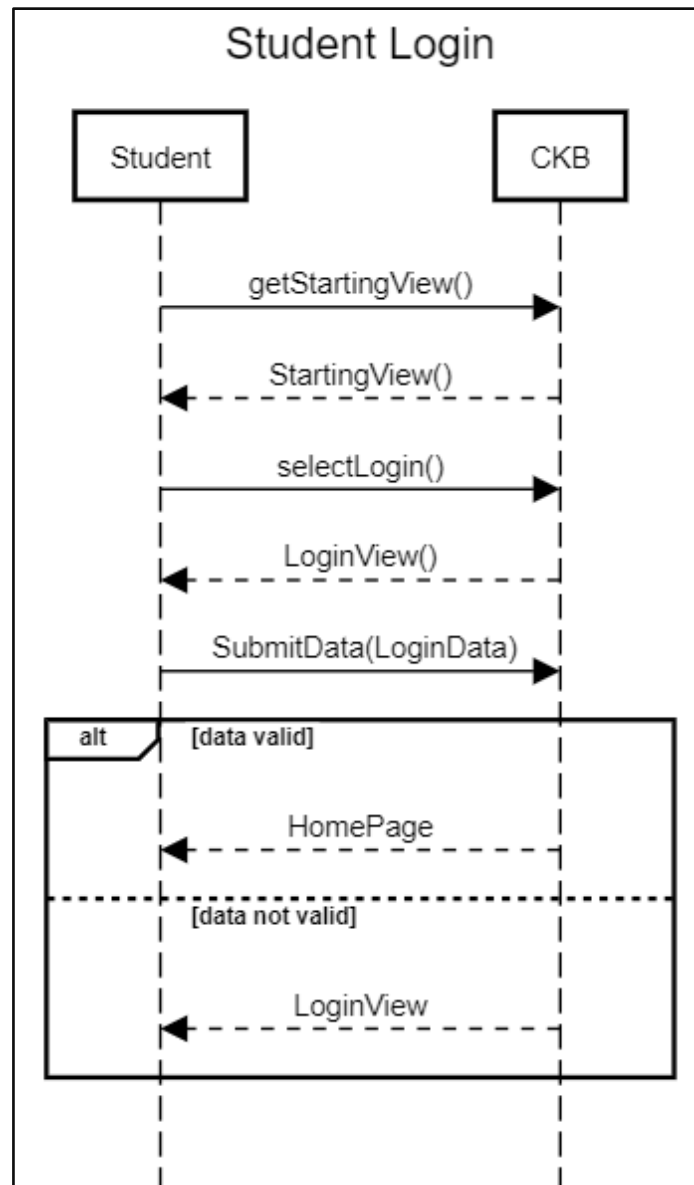 Student Login
Student
CKB
getStartingView()
StartingView()
selectLogin()
LoginView()
SubmitData(LoginData)
alt
[data valid]
HomePage
[data not valid]
LoginView